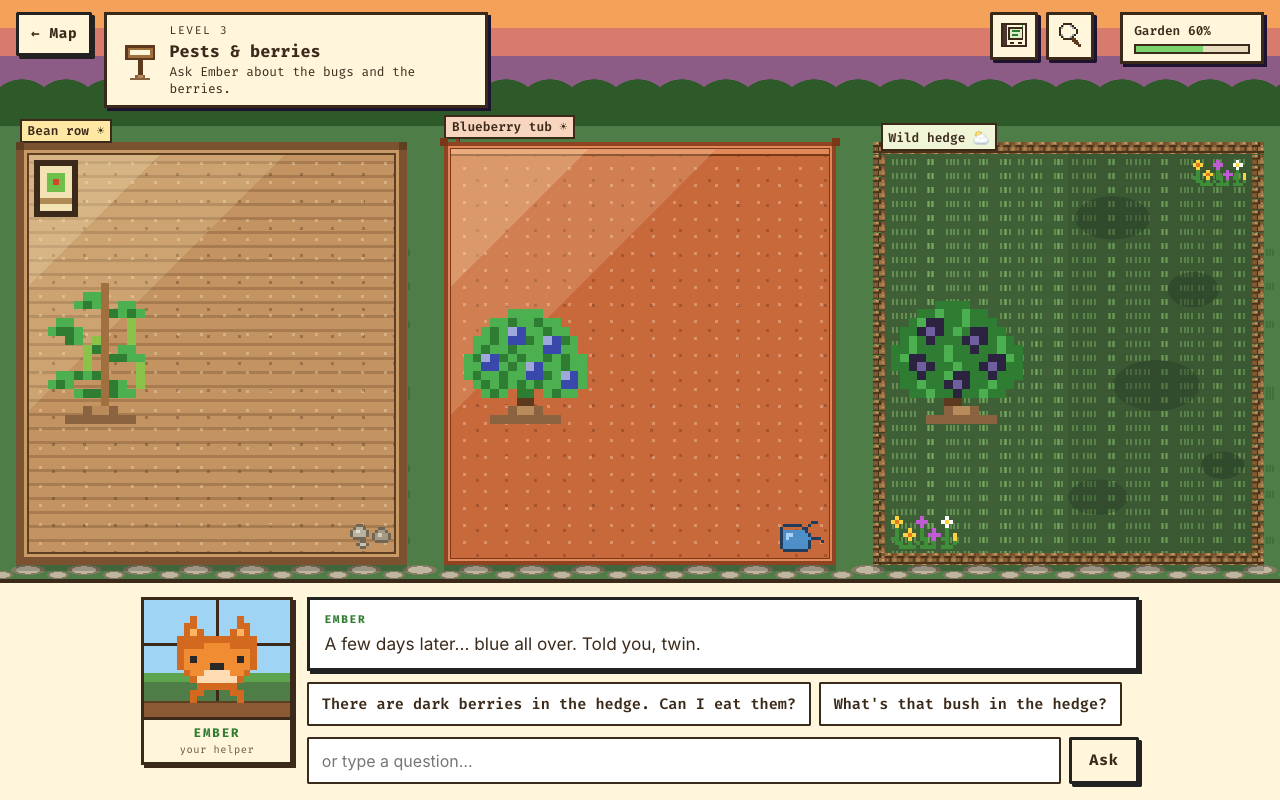 ← Map
LEVEL 3
Pests & berries
Ask Ember about the bugs and the
berries.
Garden 60%
Bean row ☀
Blueberry tub ☀
Wild hedge ⛅
EMBER
A few days later… blue all over. Told you, twin.
There are dark berries in the hedge. Can I eat them?
What's that bush in the hedge?
EMBER
your helper
or type a question…
Ask